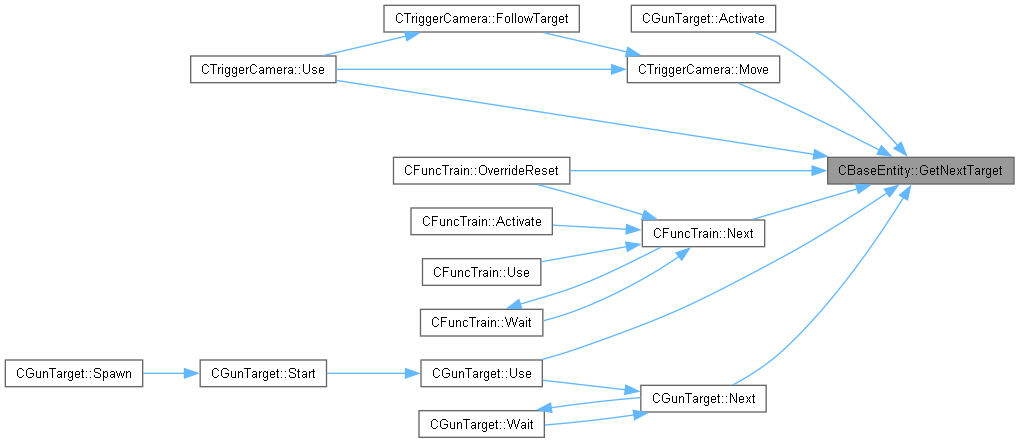 CTriggerCamera::FollowTarget
CGunTarget::Activate
CTriggerCamera::Use
CTriggerCamera::Move
CFuncTrain::OverrideReset
CBaseEntity::GetNextTarget
CFuncTrain::Activate
CFuncTrain::Next
CFuncTrain::Use
CFuncTrain::Wait
CGunTarget::Spawn
CGunTarget::Start
CGunTarget::Use
CGunTarget::Next
CGunTarget::Wait